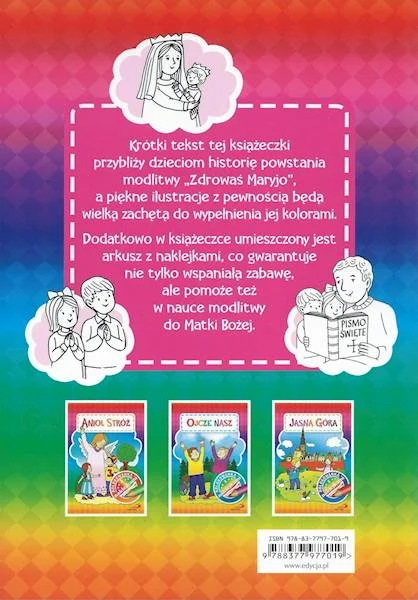 Krótki tekst tej książeczki
przybliży dzieciom historię powstania
modlitwy „Zdrowaś Maryjo”,
a piękne ilustracje z pewnością będą
wielką zachętą do wypełnienia jej kolorami.
Dodatkowo w książeczce umieszczony jest
arkusz z naklejkami, co gwarantuje
nie tylko wspaniałą zabawę,
ale pomoże też
w nauce modlitwy
do Matki Bożej.
PISMO
ŚWIĘTE
ANIOŁ STRÓŻ
OJCZE NASZ
JASNA GÓRA
ISBN 978-83-7797-701-9
9 788377 977019 >
www.edycja.pl